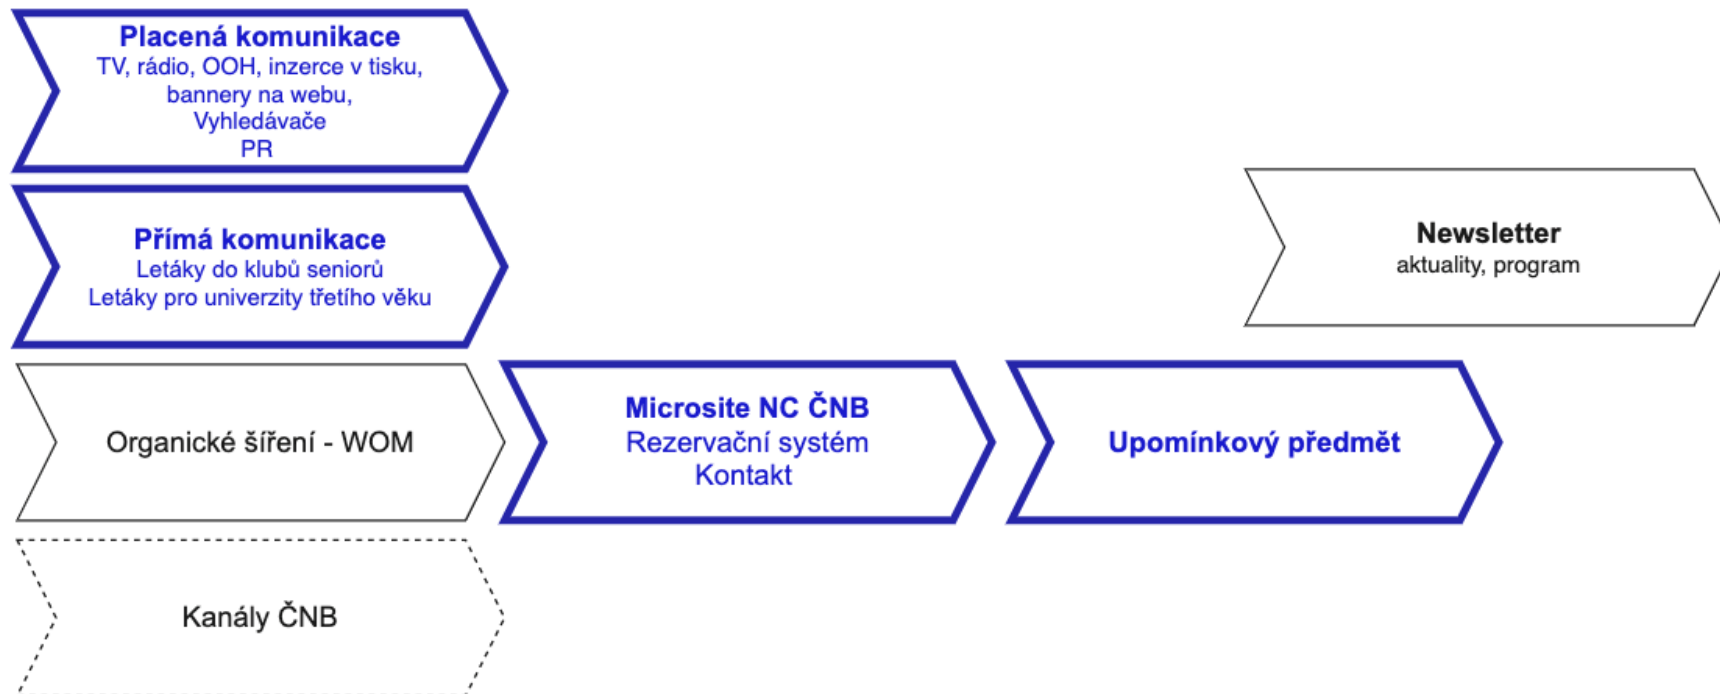 Placená komunikace
TV, rádio, OOH, inzerce v tisku,
bannery na webu,
Vyhledávače
PR
Přímá komunikace
Letáky do klubů seniorů
Letáky pro univerzity třetího věku
Newsletter
aktuality, program
Organické šíření - WOM
Microsite NC ČNB
Rezervační systém
Kontakt
Upomínkový předmět
Kanály ČNB